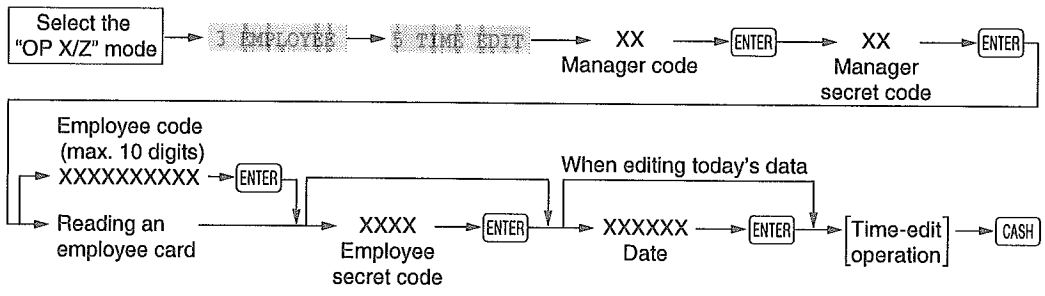 Select the
“OP X/Z” mode
3 EMPLOYEE
5 TIME EDIT
XX
Manager code
ENTER
XX
Manager
secret code
ENTER
Employee code
(max. 10 digits)
XXXXXXXXXX
ENTER
Reading an
employee card
XXXX
Employee
secret code
ENTER
When editing today's data
XXXXXX
Date
ENTER
Time-edit
operation
CASH